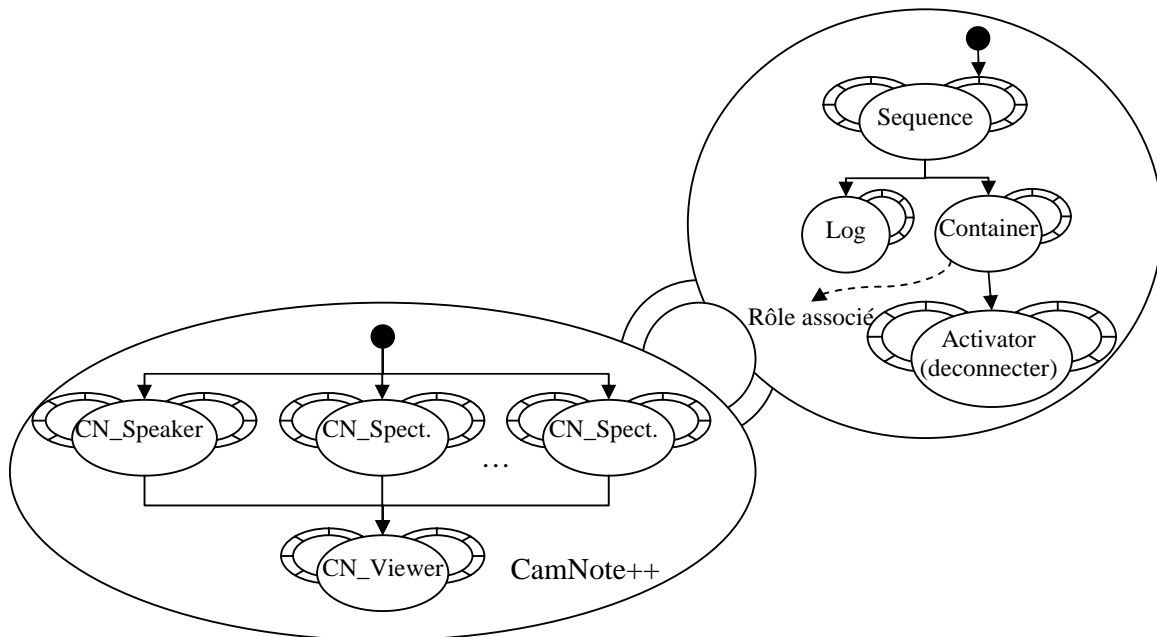 Sequence
Log
Container
Rôle associé
Activator
(deconnecter)
CN_Speaker
CN_Spect.
CN_Spect.
…
CN_Viewer
CamNote++